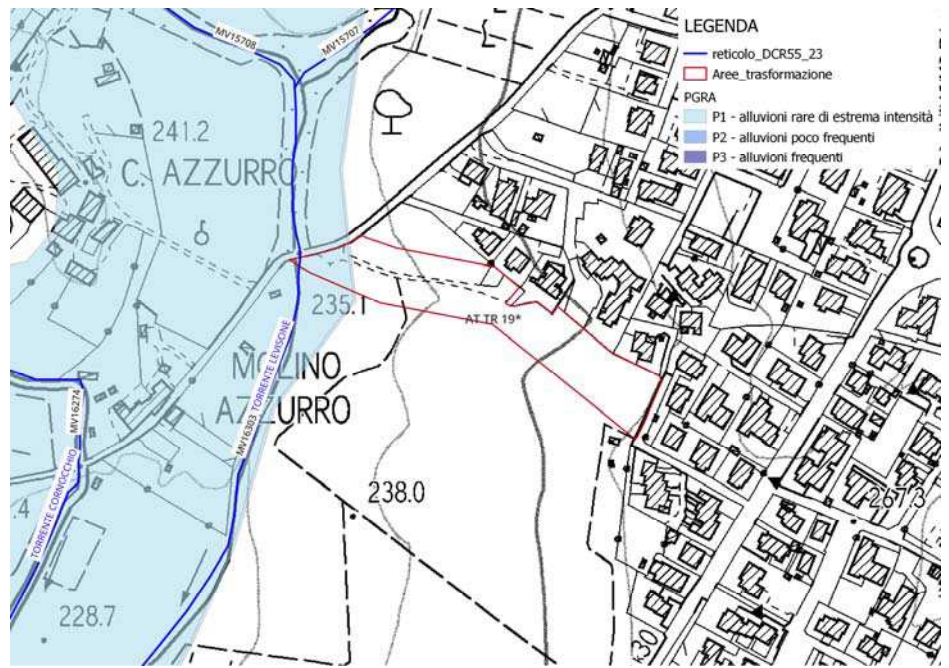 LEGENDA
reticolo_DCR55_23
Aree_trasformazione
PGRA
P1 - alluvioni rare di estrema intensità
P2 - alluvioni poco frequenti
P3 - alluvioni frequenti
MV15708
MV15707
241.2
C. AZZURRO
235.1
AT TR 19*
MOLINO
AZZURRO
MV16303 TORRENTE LEVISONE
MV16274
TORRENTE CORNOCCHIO
238.0
267.3
228.7